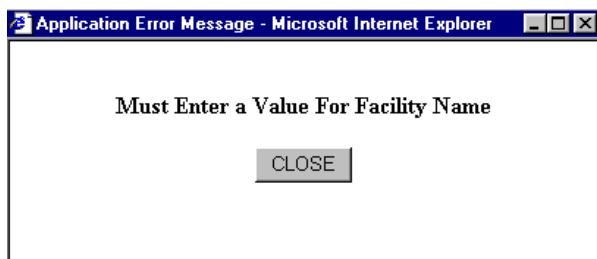 Application Error Message - Microsoft Internet Explorer
Must Enter a Value For Facility Name
CLOSE